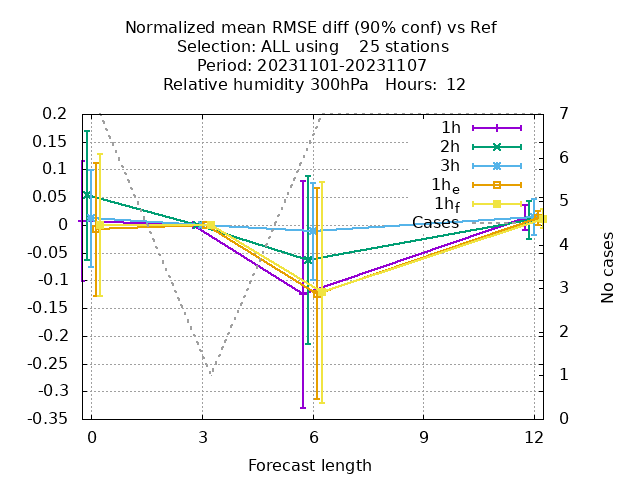 Normalized mean RMSE diff (90% conf) vs Ref
Selection: ALL using    25 stations
Period: 20231101-20231107
Relative humidity 300hPa   Hours:  12
0.2
0.15
0.1
0.05
0
-0.05
-0.1
-0.15
-0.2
-0.25
-0.3
-0.35
7
6
5
4
3
2
1
0
No cases
1h
2h
3h
1he
1hf
Cases
0
3
6
9
12
Forecast length